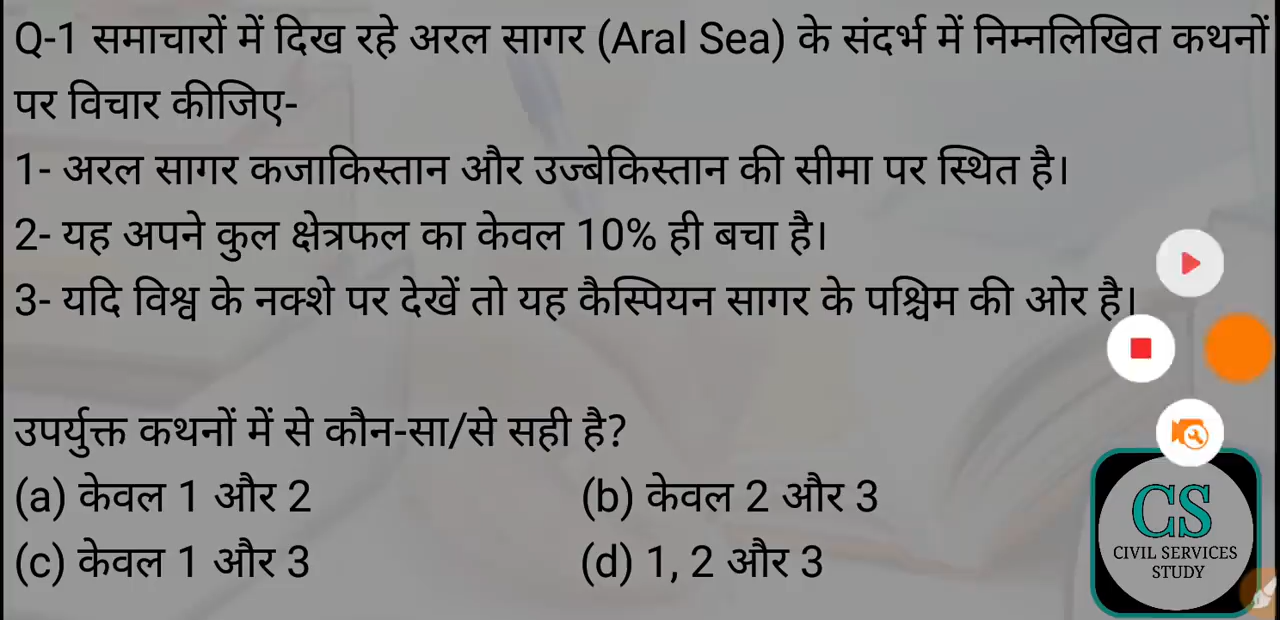 Q-1 समाचारों में दिख रहे अरल सागर (Aral Sea) के संदर्भ में निम्नलिखित कथनों
पर विचार कीजिए-
1- अरल सागर कजाकिस्तान और उज्बेकिस्तान की सीमा पर स्थित है।
2- यह अपने कुल क्षेत्रफल का केवल 10% ही बचा है।
3- यदि विश्व के नक्शे पर देखें तो यह कैस्पियन सागर के पश्चिम की ओर है।
उपर्युक्त कथनों में से कौन-सा/से सही है?
(a) केवल 1 और 2 (b) केवल 2 और 3
(c) केवल 1 और 3 (d) 1, 2 और 3
CS
CIVIL SERVICES
STUDY